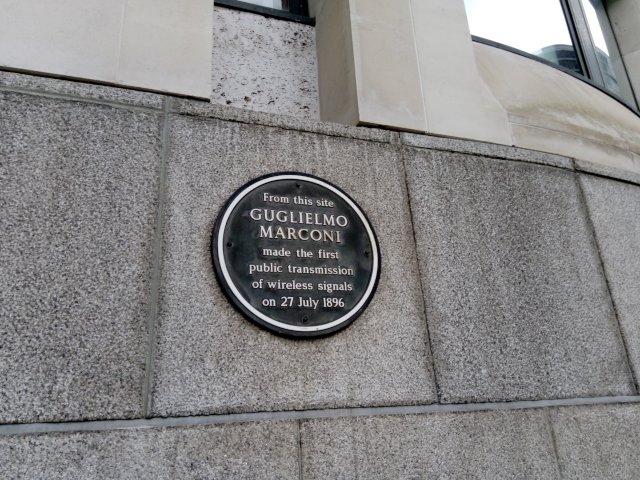 From this site
GUGLIELMO
MARCONI
made the first
public transmission
of wireless signals
on 27 July 1896